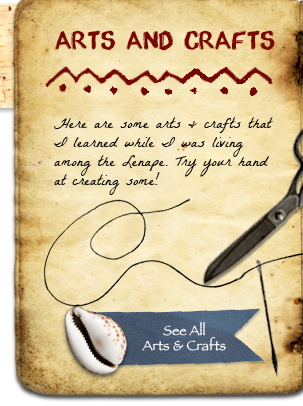 ARTS AND CRAFTS
Here are some arts & crafts that
I learned while I was living
among the Lenape. Try your hand
at creating some!
See All
Arts & Crafts